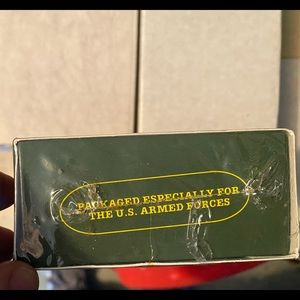 PACKAGED ESPECIALLY FOR
THE U.S. ARMED FORCES